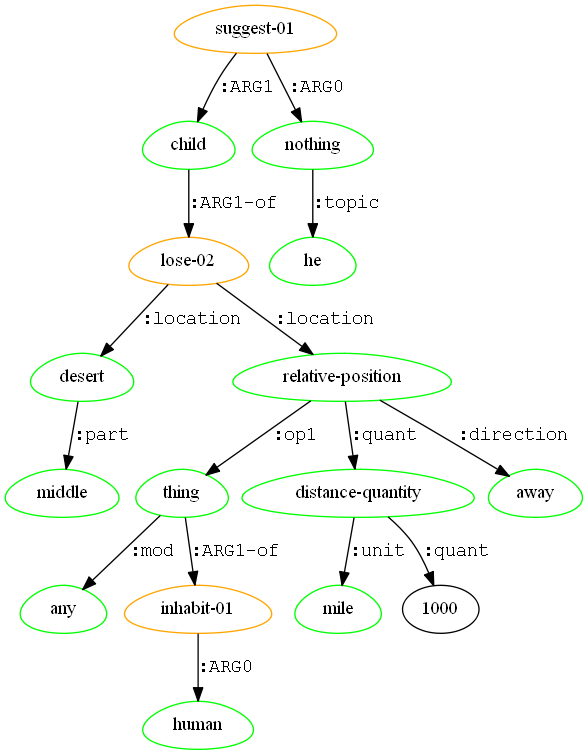 suggest-01
:ARG1 :ARG0
child nothing
:ARG1-of :topic
lose-02 he
:location :location
desert relative-position
:part :op1 :quant :direction
middle thing distance-quantity away
:mod :ARG1-of :unit :quant
any inhabit-01 mile 1000
:ARG0
human